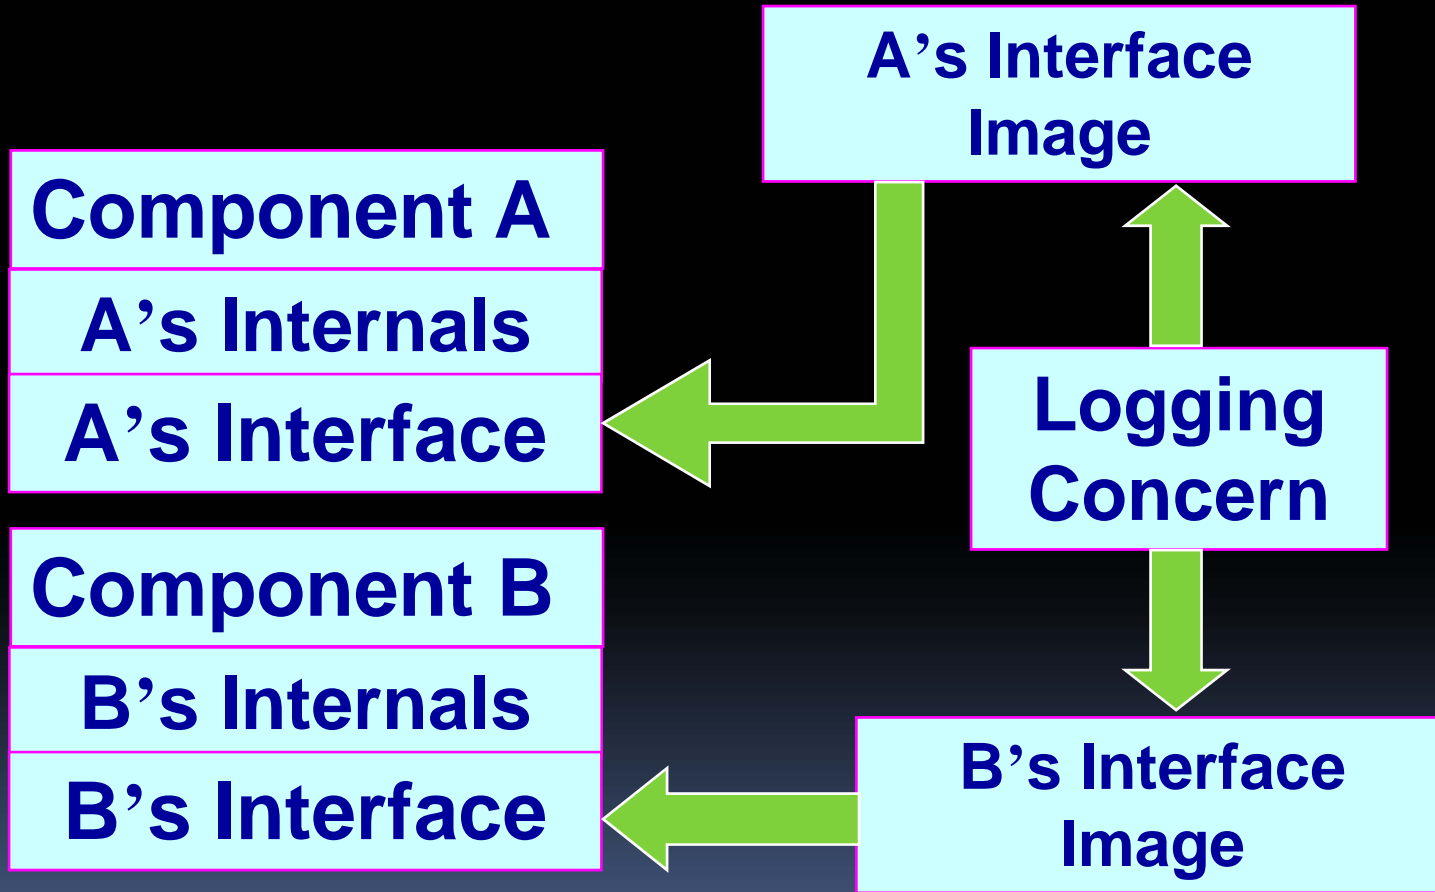 A’s Interface
Image
Component A
A’s Internals
A’s Interface
Logging
Concern
Component B
B’s Internals
B’s Interface
B’s Interface
Image